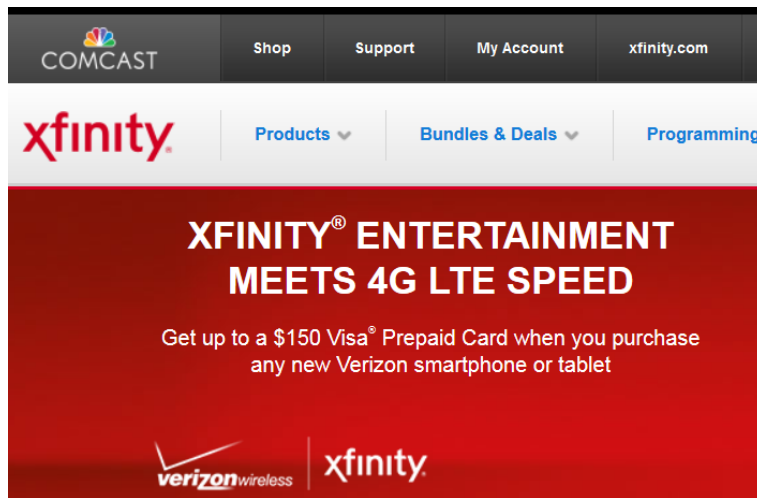 COMCAST
Shop Support My Account xfinity.com
xfinity®
Products Bundles & Deals Programming
XFINITY® ENTERTAINMENT
MEETS 4G LTE SPEED
Get up to a $150 Visa® Prepaid Card when you purchase
any new Verizon smartphone or tablet
verizonwireless xfinity®